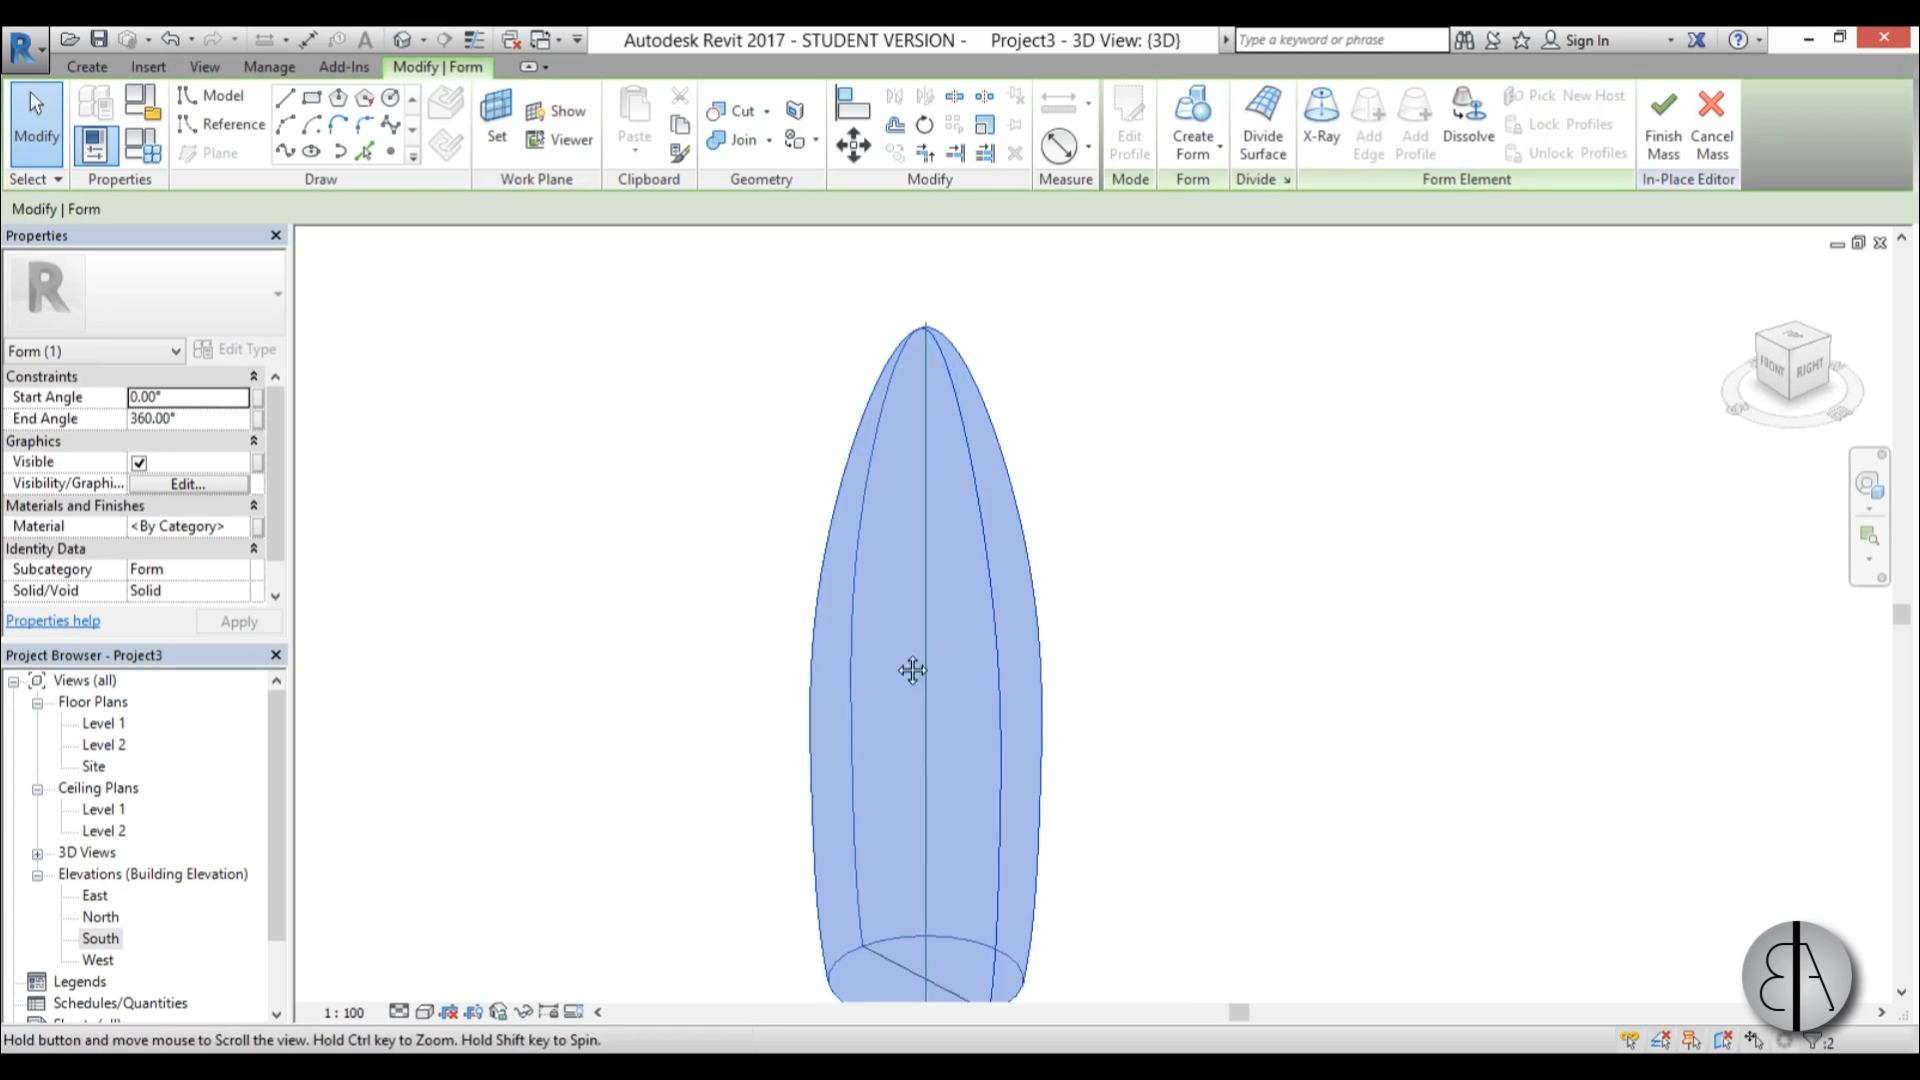 Autodesk Revit 2017 - STUDENT VERSION -    Project3 - 3D View: {3D}
Type a keyword or phrase
Sign In
Create Insert View Manage Add-Ins Modify | Form
Modify
Model
Reference
Plane
Set
Show
Viewer
Paste
Cut
Join
Edit Profile
Create Form
Divide Surface
X-Ray
Add Edge
Add Profile
Dissolve
Pick New Host
Lock Profiles
Unlock Profiles
Finish Mass
Cancel Mass
Select Properties Draw Work Plane Clipboard Geometry Modify Measure Mode Form Divide Form Element In-Place Editor
Modify | Form
Properties
R
Form (1)
Edit Type
Constraints
Start Angle 0.00°
End Angle 360.00°
Graphics
Visible
Visibility/Graphi... Edit...
Materials and Finishes
Material <By Category>
Identity Data
Subcategory Form
Solid/Void Solid
Properties help Apply
Project Browser - Project3
Views (all)
Floor Plans
Level 1
Level 2
Site
Ceiling Plans
Level 1
Level 2
3D Views
Elevations (Building Elevation)
East
North
South
West
Legends
Schedules/Quantities
FRONT RIGHT
1 : 100
Hold button and move mouse to Scroll the view. Hold Ctrl key to Zoom. Hold Shift key to Spin.
:2